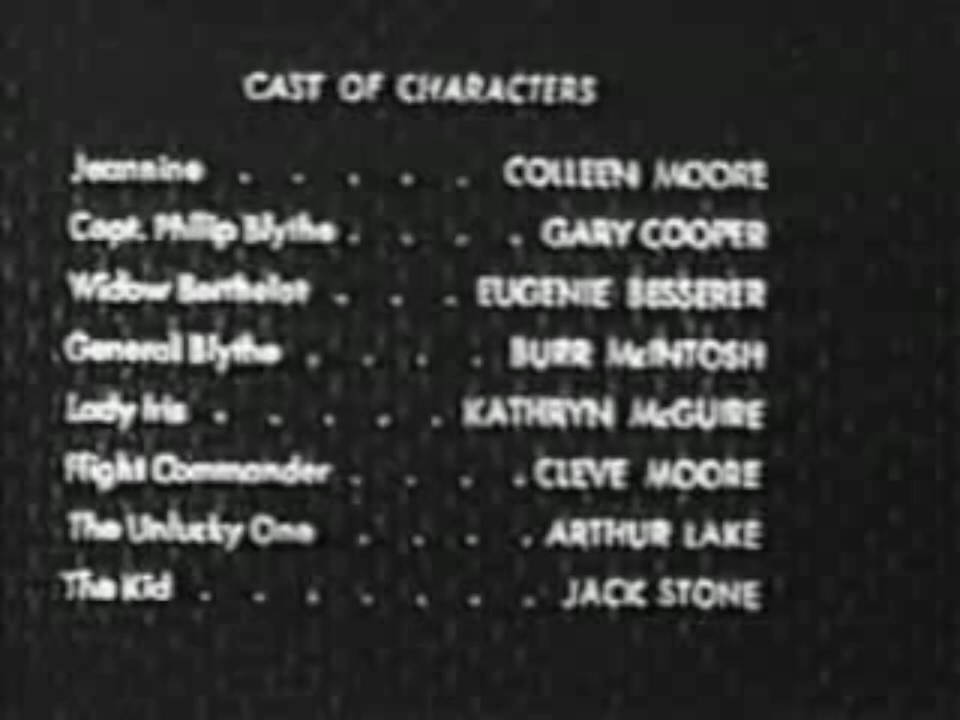 CAST OF CHARACTERS
Jeannine . . . . . COLLEEN MOORE
Capt. Philip Blythe . . . . GARY COOPER
Widow Berthelot . . . EUGENIE BESSERER
General Blythe . . . . BURR McINTOSH
Lady Iris . . . . . KATHRYN McGUIRE
Flight Commander . . . . CLEVE MOORE
The Unlucky One . . . . ARTHUR LAKE
The Kid . . . . . . . JACK STONE